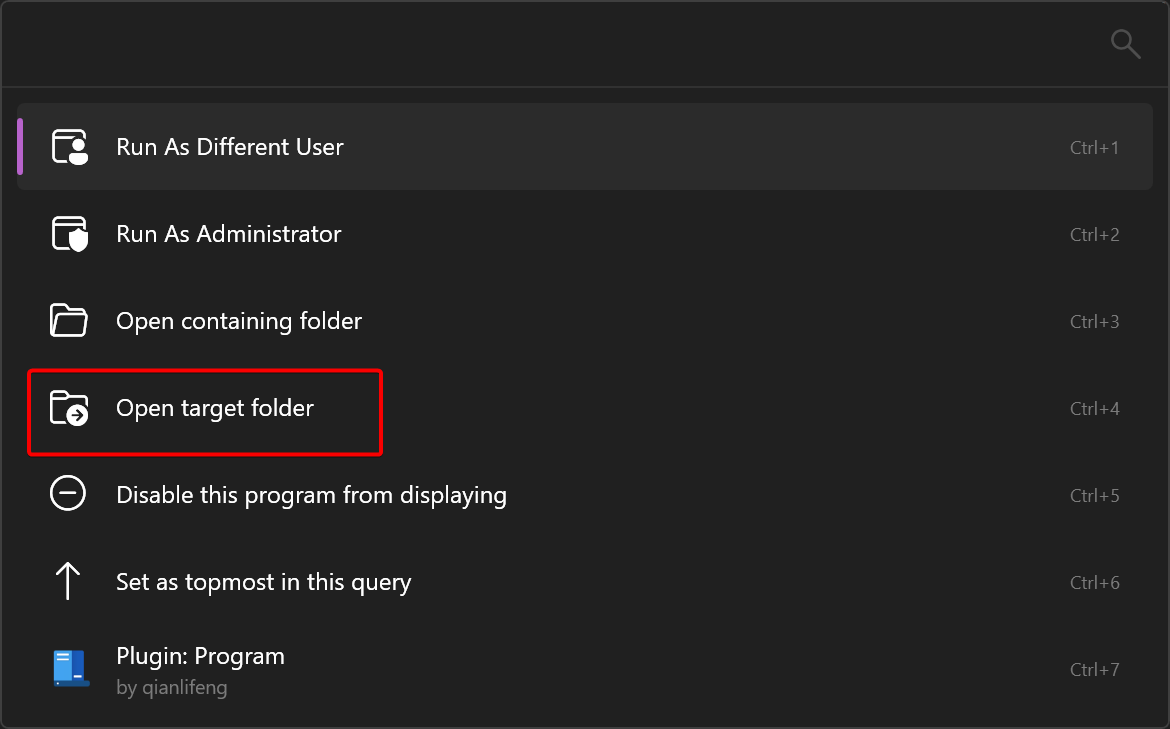 Run As Different User Ctrl+1
Run As Administrator Ctrl+2
Open containing folder Ctrl+3
Open target folder Ctrl+4
Disable this program from displaying Ctrl+5
Set as topmost in this query Ctrl+6
Plugin: Program Ctrl+7
by qianlifeng